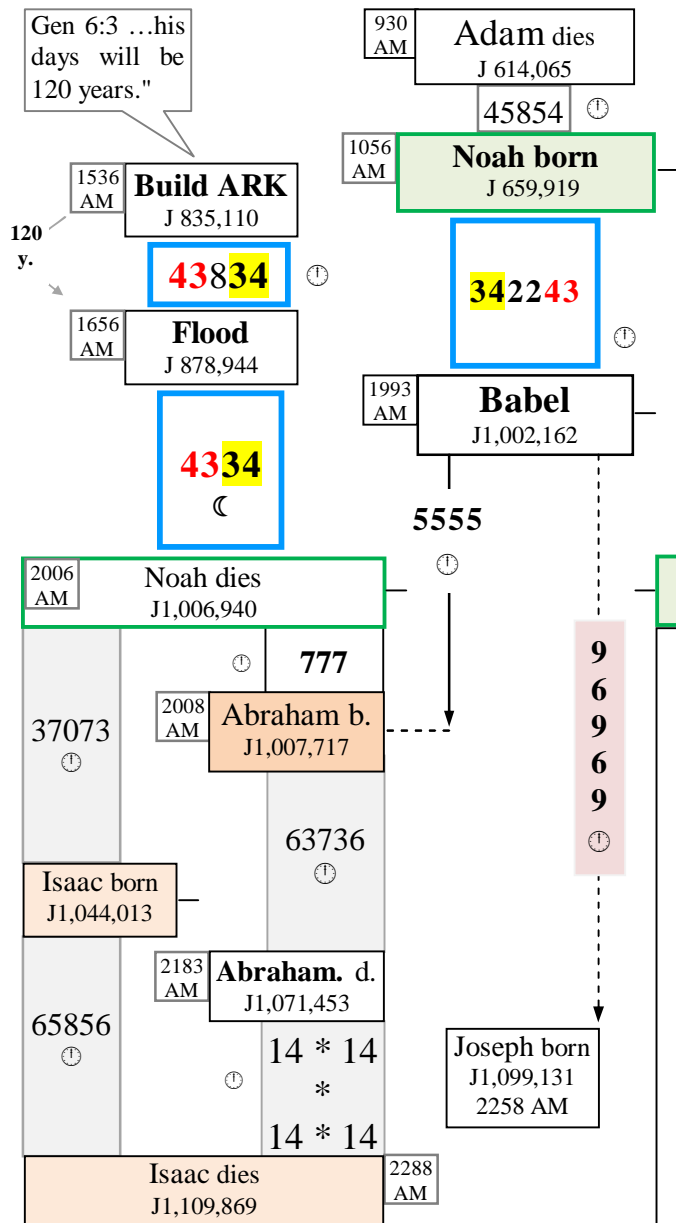 Gen 6:3 …his
days will be
120 years."
930
AM
Adam dies
J 614,065
45854
1056
AM
Noah born
J 659,919
1536
AM
Build ARK
J 835,110
120
y.
43834
342243
1656
AM
Flood
J 878,944
1993
AM
Babel
J1,002,162
4334
☾
5555
2006
AM
Noah dies
J1,006,940
777
9
6
9
6
9
2008
AM
Abraham b.
J1,007,717
37073
63736
Isaac born
J1,044,013
2183
AM
Abraham. d.
J1,071,453
65856
14 * 14
*
14 * 14
Joseph born
J1,099,131
2258 AM
Isaac dies
J1,109,869
2288
AM